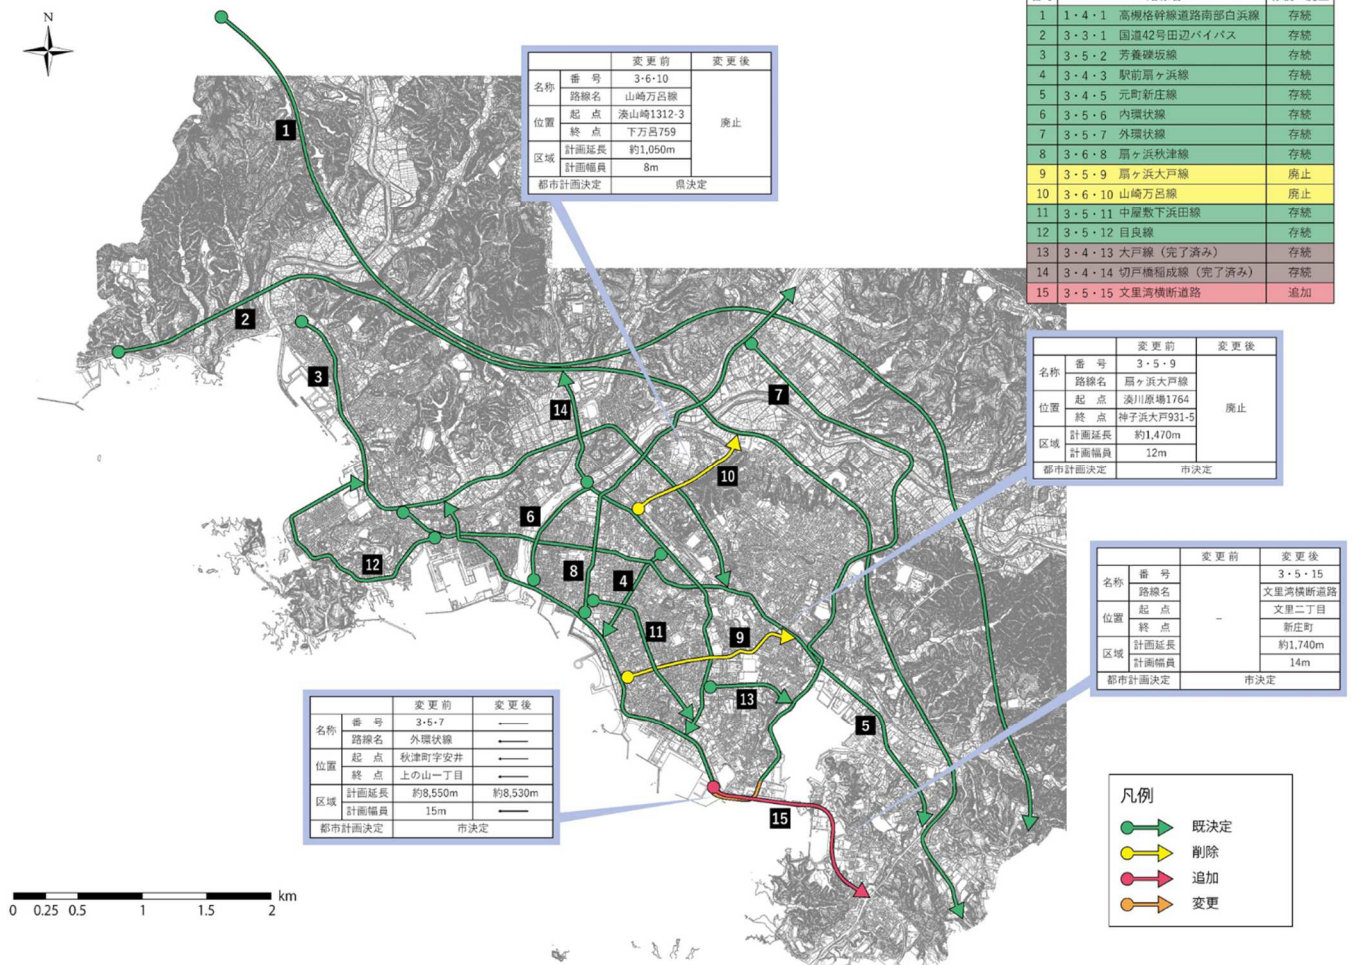 N
1 1・4・1 高槻格幹線道路南部白浜線 存続
2 3・3・1 国道42号田辺バイパス 存続
3 3・5・2 芳養礫坂線 存続
4 3・4・3 駅前扇ヶ浜線 存続
5 3・4・5 元町新庄線 存続
6 3・5・6 内環状線 存続
7 3・5・7 外環状線 存続
8 3・6・8 扇ヶ浜秋津線 存続
9 3・5・9 扇ヶ浜大戸線 廃止
10 3・6・10 山崎万呂線 廃止
11 3・5・11 中屋敷下浜田線 存続
12 3・5・12 目良線 存続
13 3・4・13 大戸線（完了済み） 存続
14 3・4・14 切戸橋稲成線（完了済み） 存続
15 3・5・15 文里湾横断道路 追加
変更前 変更後
名称 番号 3・6・10 廃止
路線名 山崎万呂線
位置 起点 湊山崎1312-3
終点 下万呂759
区域 計画延長 約1,050m
計画幅員 8m
都市計画決定 県決定
変更前 変更後
名称 番号 3・5・9 廃止
路線名 扇ヶ浜大戸線
位置 起点 湊川原場1764
終点 神子浜大戸931-5
区域 計画延長 約1,470m
計画幅員 12m
都市計画決定 市決定
変更前 変更後
名称 番号 － 3・5・15
路線名 文里湾横断道路
位置 起点 文里二丁目
終点 新庄町
区域 計画延長 約1,740m
計画幅員 14m
都市計画決定 市決定
変更前 変更後
名称 番号 3・5・7 ←
路線名 外環状線 ←
位置 起点 秋津町字安井 ←
終点 上の山一丁目 ←
区域 計画延長 約8,550m 約8,530m
計画幅員 15m ←
都市計画決定 市決定
1
2
3
14
7
10
6
12
8
4
11
9
13
5
15
凡例
既決定
削除
追加
変更
0 0.25 0.5 1 1.5 2 km